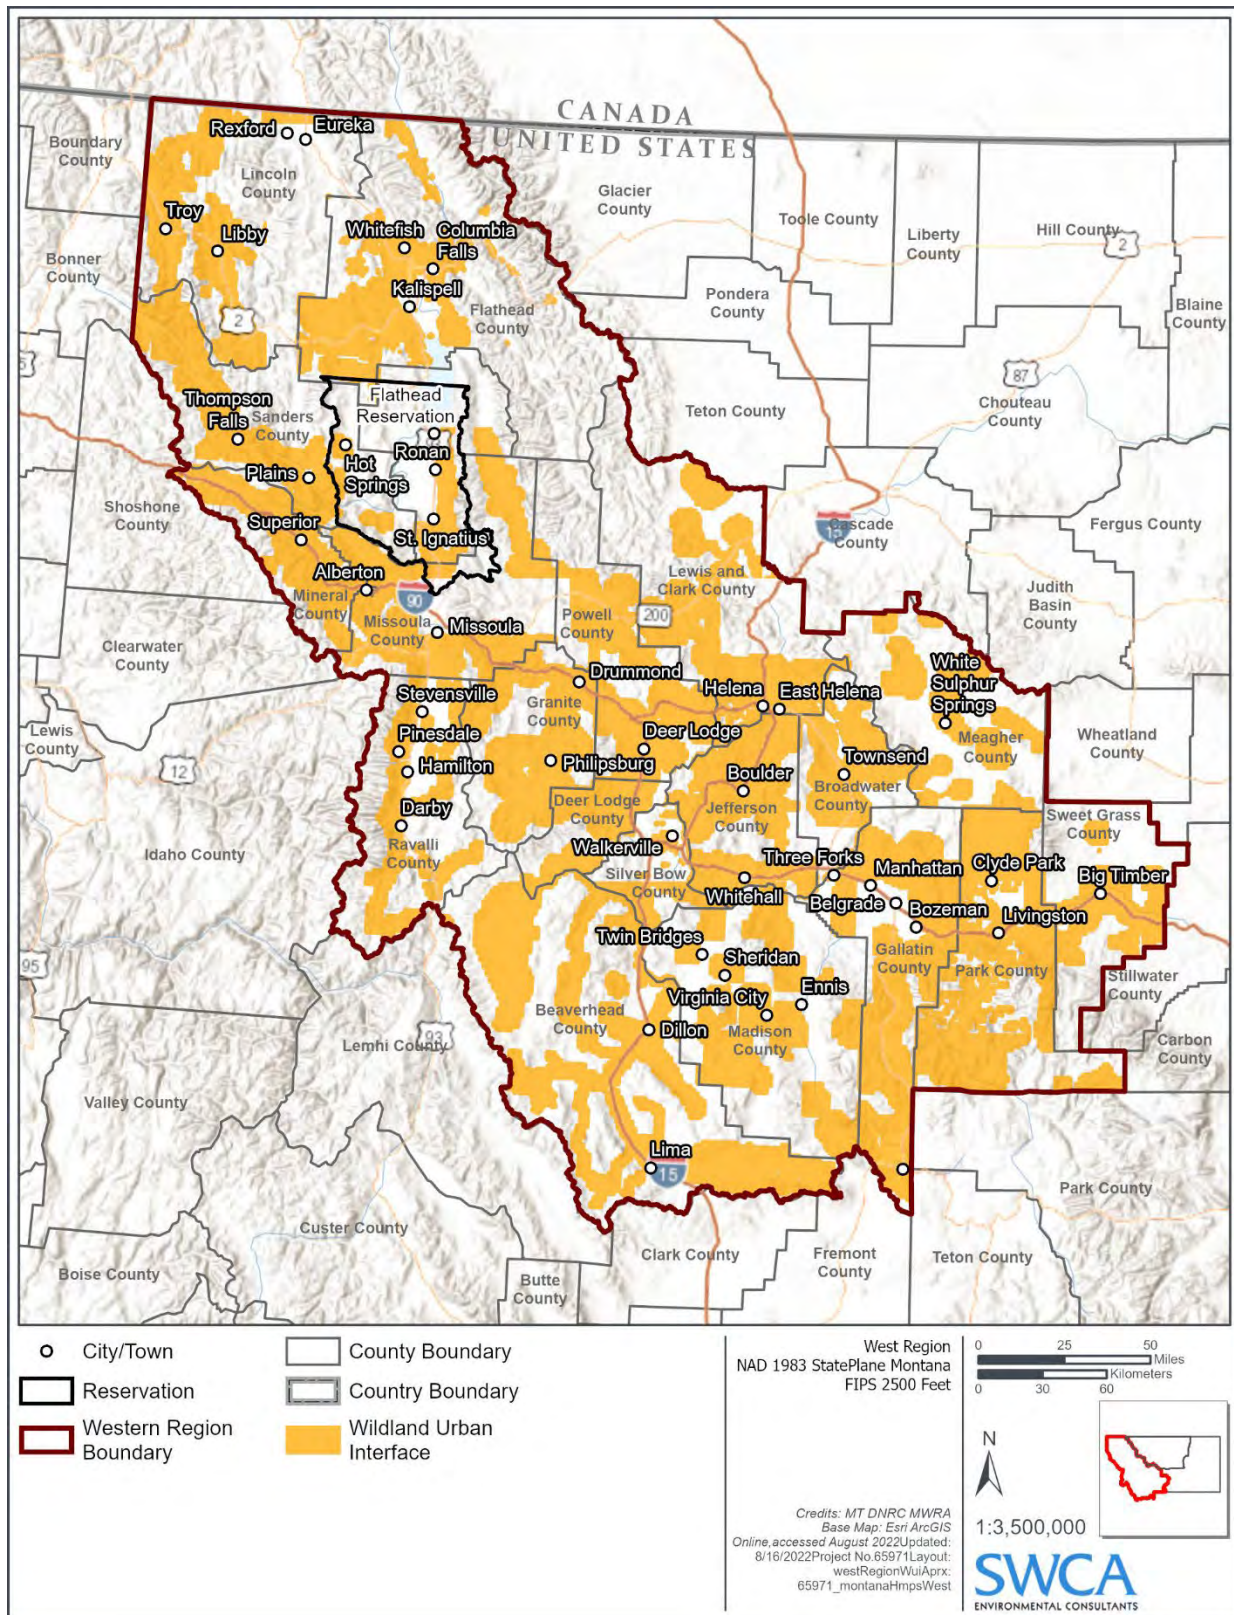 CANADA
UNITED STATES
Rexford
Eureka
Boundary
County
Lincoln
County
Glacier
County
Toole County
Hill County
2
Liberty
County
Troy
Libby
Whitefish
Columbia
Falls
Bonner
County
Kalispell
Flathead
County
Pondera
County
Blaine
County
2
87
Chouteau
County
Teton County
Flathead
Reservation
Thompson
Falls
Sanders
County
Ronan
Hot
Springs
Plains
Shoshone
County
Superior
St. Ignatius
15
Cascade
County
Fergus County
Alberton
Mineral
County
90
Missoula
County
Missoula
Powell
County
200
Lewis and
Clark County
Judith
Basin
County
Clearwater
County
Drummond
Helena
East Helena
White
Sulphur
Springs
Stevensville
Granite
County
Lewis
County
Pinesdale
Deer Lodge
Meagher
County
Wheatland
County
12
Hamilton
Philipsburg
Townsend
Boulder
Broadwater
County
Deer Lodge
County
Jefferson
County
Darby
Ravalli
County
Sweet Grass
County
Idaho County
Walkerville
Three Forks
Manhattan
Clyde Park
Big Timber
Silver Bow
County
Whitehall
Belgrade
Bozeman
Livingston
95
Twin Bridges
Sheridan
Gallatin
County
Park County
Stillwater
County
Virginia City
Ennis
Beaverhead
County
Dillon
Madison
County
93
Lemhi County
Carbon
County
Valley County
Lima
15
Park County
Custer County
Clark County
Fremont
County
Teton County
Boise County
Butte
County
City/Town
County Boundary
Reservation
Country Boundary
Western Region
Boundary
Wildland Urban
Interface
West Region
NAD 1983 StatePlane Montana
FIPS 2500 Feet
0 25 50
Miles
Kilometers
0 30 60
N
1:3,500,000
Credits: MT DNRC MWRA
Base Map: Esri ArcGIS
Online,accessed August 2022Updated:
8/16/2022Project No.65971Layout:
westRegionWuiAprx:
65971_montanaHmpsWest
SWCA
ENVIRONMENTAL CONSULTANTS